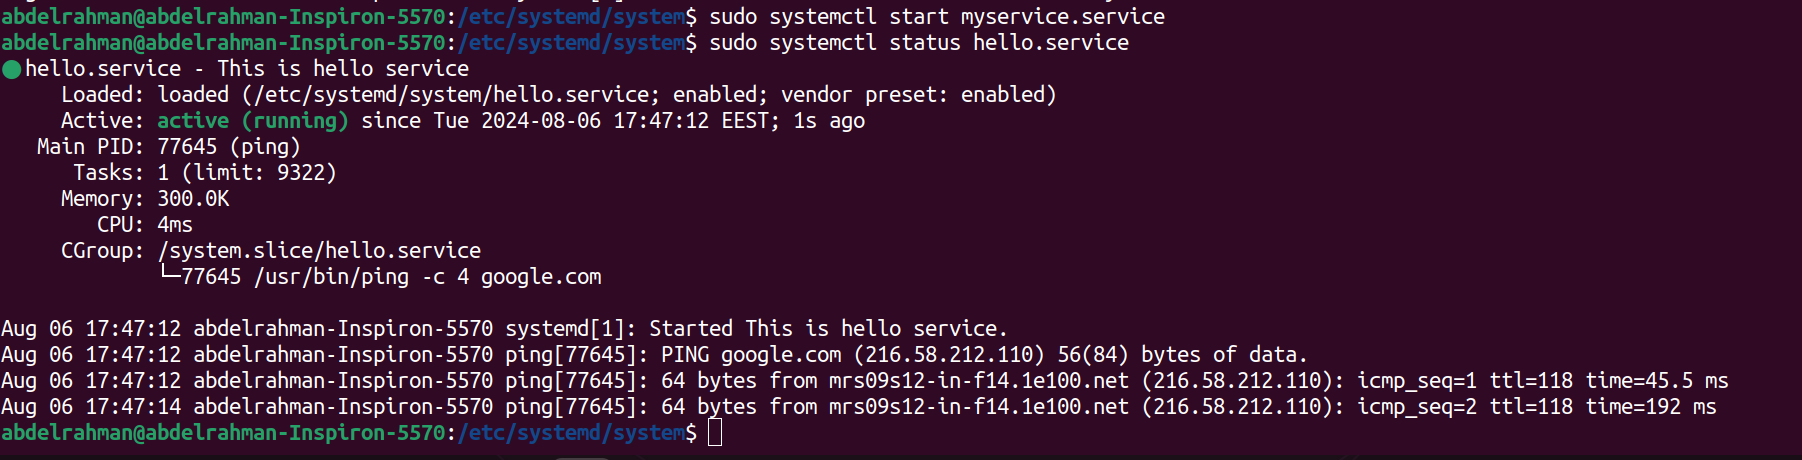 abdelrahman@abdelrahman-Inspiron-5570:/etc/systemd/system$ sudo systemctl start myservice.service
abdelrahman@abdelrahman-Inspiron-5570:/etc/systemd/system$ sudo systemctl status hello.service
●hello.service - This is hello service
     Loaded: loaded (/etc/systemd/system/hello.service; enabled; vendor preset: enabled)
     Active: active (running) since Tue 2024-08-06 17:47:12 EEST; 1s ago
   Main PID: 77645 (ping)
      Tasks: 1 (limit: 9322)
     Memory: 300.0K
        CPU: 4ms
     CGroup: /system.slice/hello.service
             └─77645 /usr/bin/ping -c 4 google.com

Aug 06 17:47:12 abdelrahman-Inspiron-5570 systemd[1]: Started This is hello service.
Aug 06 17:47:12 abdelrahman-Inspiron-5570 ping[77645]: PING google.com (216.58.212.110) 56(84) bytes of data.
Aug 06 17:47:12 abdelrahman-Inspiron-5570 ping[77645]: 64 bytes from mrs09s12-in-f14.1e100.net (216.58.212.110): icmp_seq=1 ttl=118 time=45.5 ms
Aug 06 17:47:14 abdelrahman-Inspiron-5570 ping[77645]: 64 bytes from mrs09s12-in-f14.1e100.net (216.58.212.110): icmp_seq=2 ttl=118 time=192 ms
abdelrahman@abdelrahman-Inspiron-5570:/etc/systemd/system$